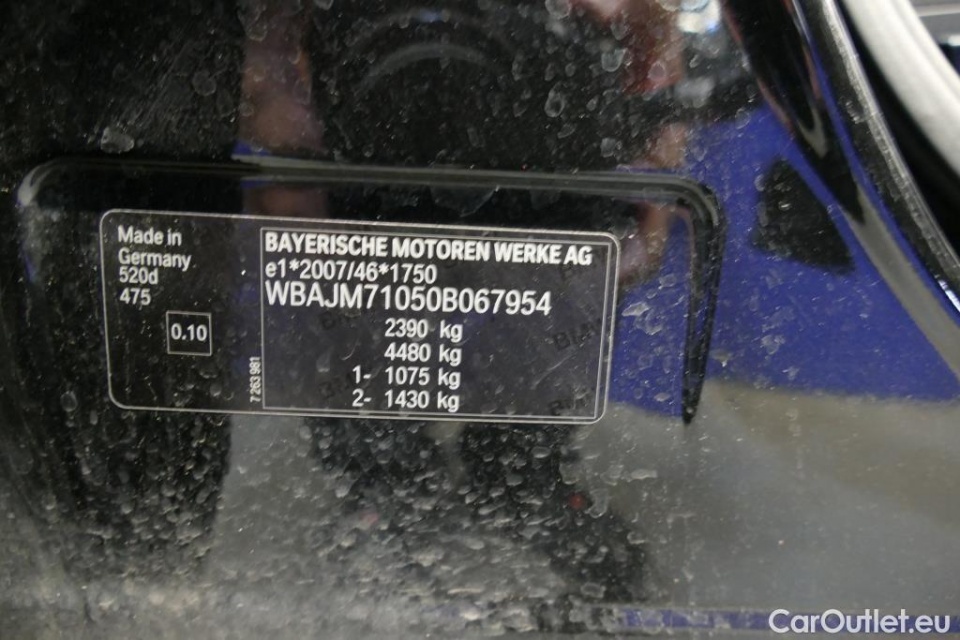 Made in
Germany
520d
475
0.10
7 263 981
BAYERISCHE MOTOREN WERKE AG
e1*2007/46*1750
WBAJM71050B067954
2390 kg
4480 kg
1- 1075 kg
2- 1430 kg
CarOutlet.eu